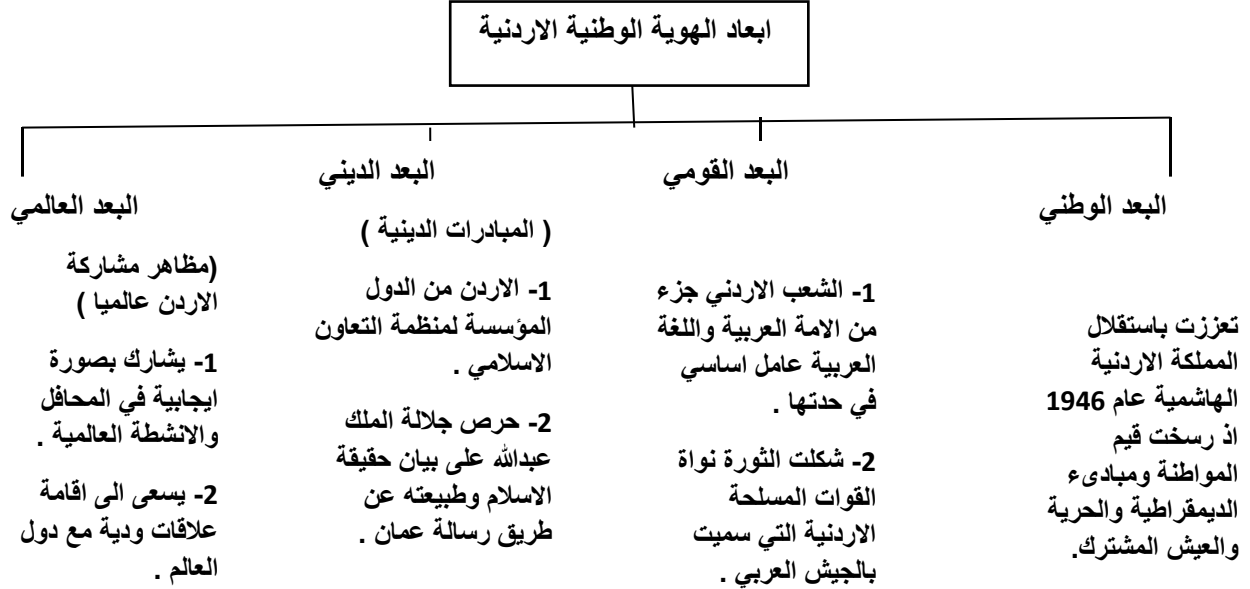 ابعاد الهوية الوطنية الاردنية
البعد الوطني
تعززت باستقلال
المملكة الاردنية
الهاشمية عام 1946
اذ رسخت قيم
المواطنة ومبادىء
الديمقراطية والحرية
والعيش المشترك.
البعد القومي
1- الشعب الاردني جزء
من الامة العربية واللغة
العربية عامل اساسي
في حدتها .
2- شكلت الثورة نواة
القوات المسلحة
الاردنية التي سميت
بالجيش العربي .
البعد الديني
( المبادرات الدينية )
1- الاردن من الدول
المؤسسة لمنظمة التعاون
الاسلامي .
2- حرص جلالة الملك
عبدالله على بيان حقيقة
الاسلام وطبيعته عن
طريق رسالة عمان .
البعد العالمي
(مظاهر مشاركة
الاردن عالميا )
1- يشارك بصورة
ايجابية في المحافل
والانشطة العالمية .
2- يسعى الى اقامة
علاقات ودية مع دول
العالم .